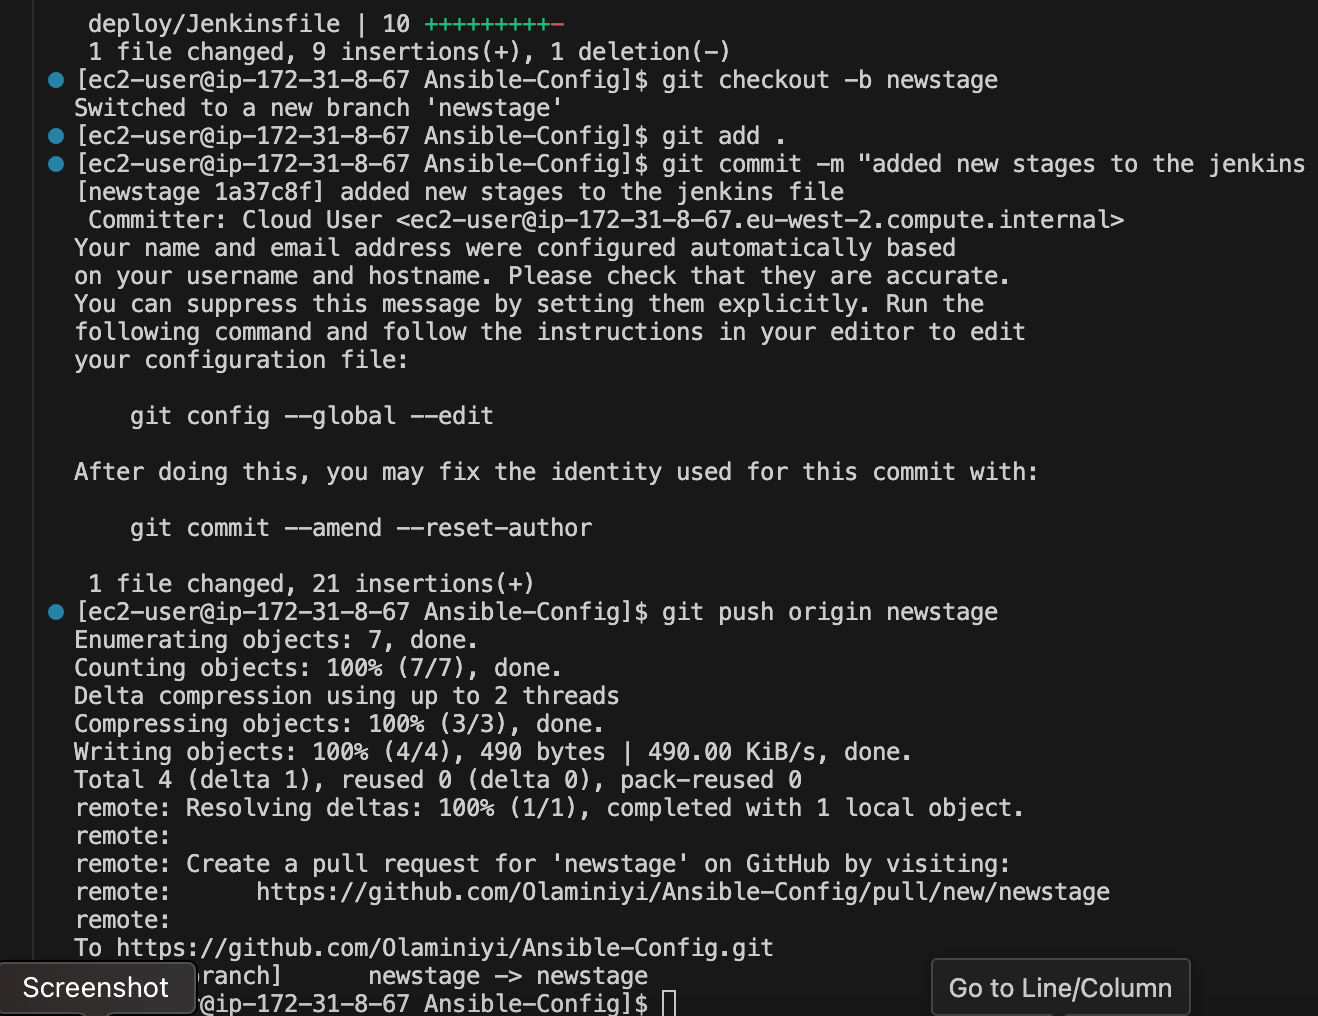 deploy/Jenkinsfile | 10 +++++++++-
1 file changed, 9 insertions(+), 1 deletion(-)
[ec2-user@ip-172-31-8-67 Ansible-Config]$ git checkout -b newstage
Switched to a new branch 'newstage'
[ec2-user@ip-172-31-8-67 Ansible-Config]$ git add .
[ec2-user@ip-172-31-8-67 Ansible-Config]$ git commit -m "added new stages to the jenkins
[newstage 1a37c8f] added new stages to the jenkins file
Committer: Cloud User <ec2-user@ip-172-31-8-67.eu-west-2.compute.internal>
Your name and email address were configured automatically based
on your username and hostname. Please check that they are accurate.
You can suppress this message by setting them explicitly. Run the
following command and follow the instructions in your editor to edit
your configuration file:
git config --global --edit
After doing this, you may fix the identity used for this commit with:
git commit --amend --reset-author
1 file changed, 21 insertions(+)
[ec2-user@ip-172-31-8-67 Ansible-Config]$ git push origin newstage
Enumerating objects: 7, done.
Counting objects: 100% (7/7), done.
Delta compression using up to 2 threads
Compressing objects: 100% (3/3), done.
Writing objects: 100% (4/4), 490 bytes | 490.00 KiB/s, done.
Total 4 (delta 1), reused 0 (delta 0), pack-reused 0
remote: Resolving deltas: 100% (1/1), completed with 1 local object.
remote:
remote: Create a pull request for 'newstage' on GitHub by visiting:
remote: https://github.com/Olaminiyi/Ansible-Config/pull/new/newstage
remote:
To https://github.com/Olaminiyi/Ansible-Config.git
ranch] newstage -> newstage
r@ip-172-31-8-67 Ansible-Config]$
Screenshot
Go to Line/Column